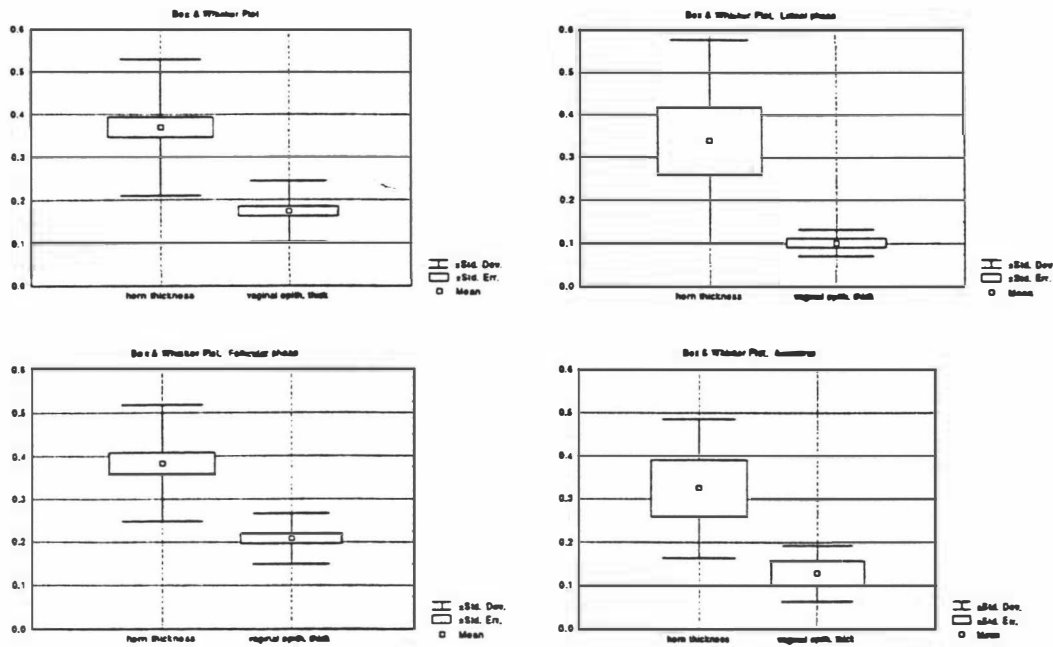 Box & Whisker Plot
0.6
0.5
0.4
0.3
0.2
0.1
0.0
horn thickness
vaginal epith. thick
±Std. Dev.
±Std. Err.
Mean
Box & Whisker Plot, Luteal phase
0.6
0.5
0.4
0.3
0.2
0.1
0.0
horn thickness
vaginal epith. thick
±Std. Dev.
±Std. Err.
Mean
Box & Whisker Plot, Follicular phase
0.6
0.5
0.4
0.3
0.2
0.1
0.0
horn thickness
vaginal epith. thick
±Std. Dev.
±Std. Err.
Mean
Box & Whisker Plot, Anoestrus
0.6
0.5
0.4
0.3
0.2
0.1
0.0
horn thickness
vaginal epith. thick
±Std. Dev.
±Std. Err.
Mean